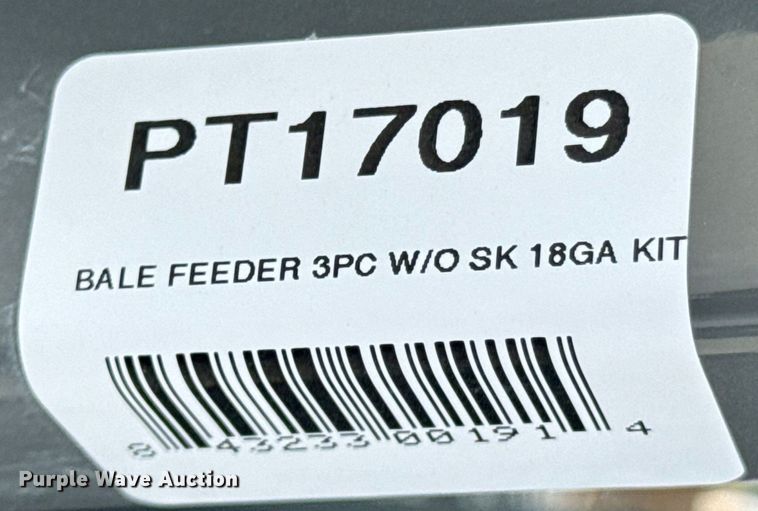 PT17019
BALE FEEDER 3PC W/O SK 18GA KIT
8 43233 00191 4
Purple Wave Auction